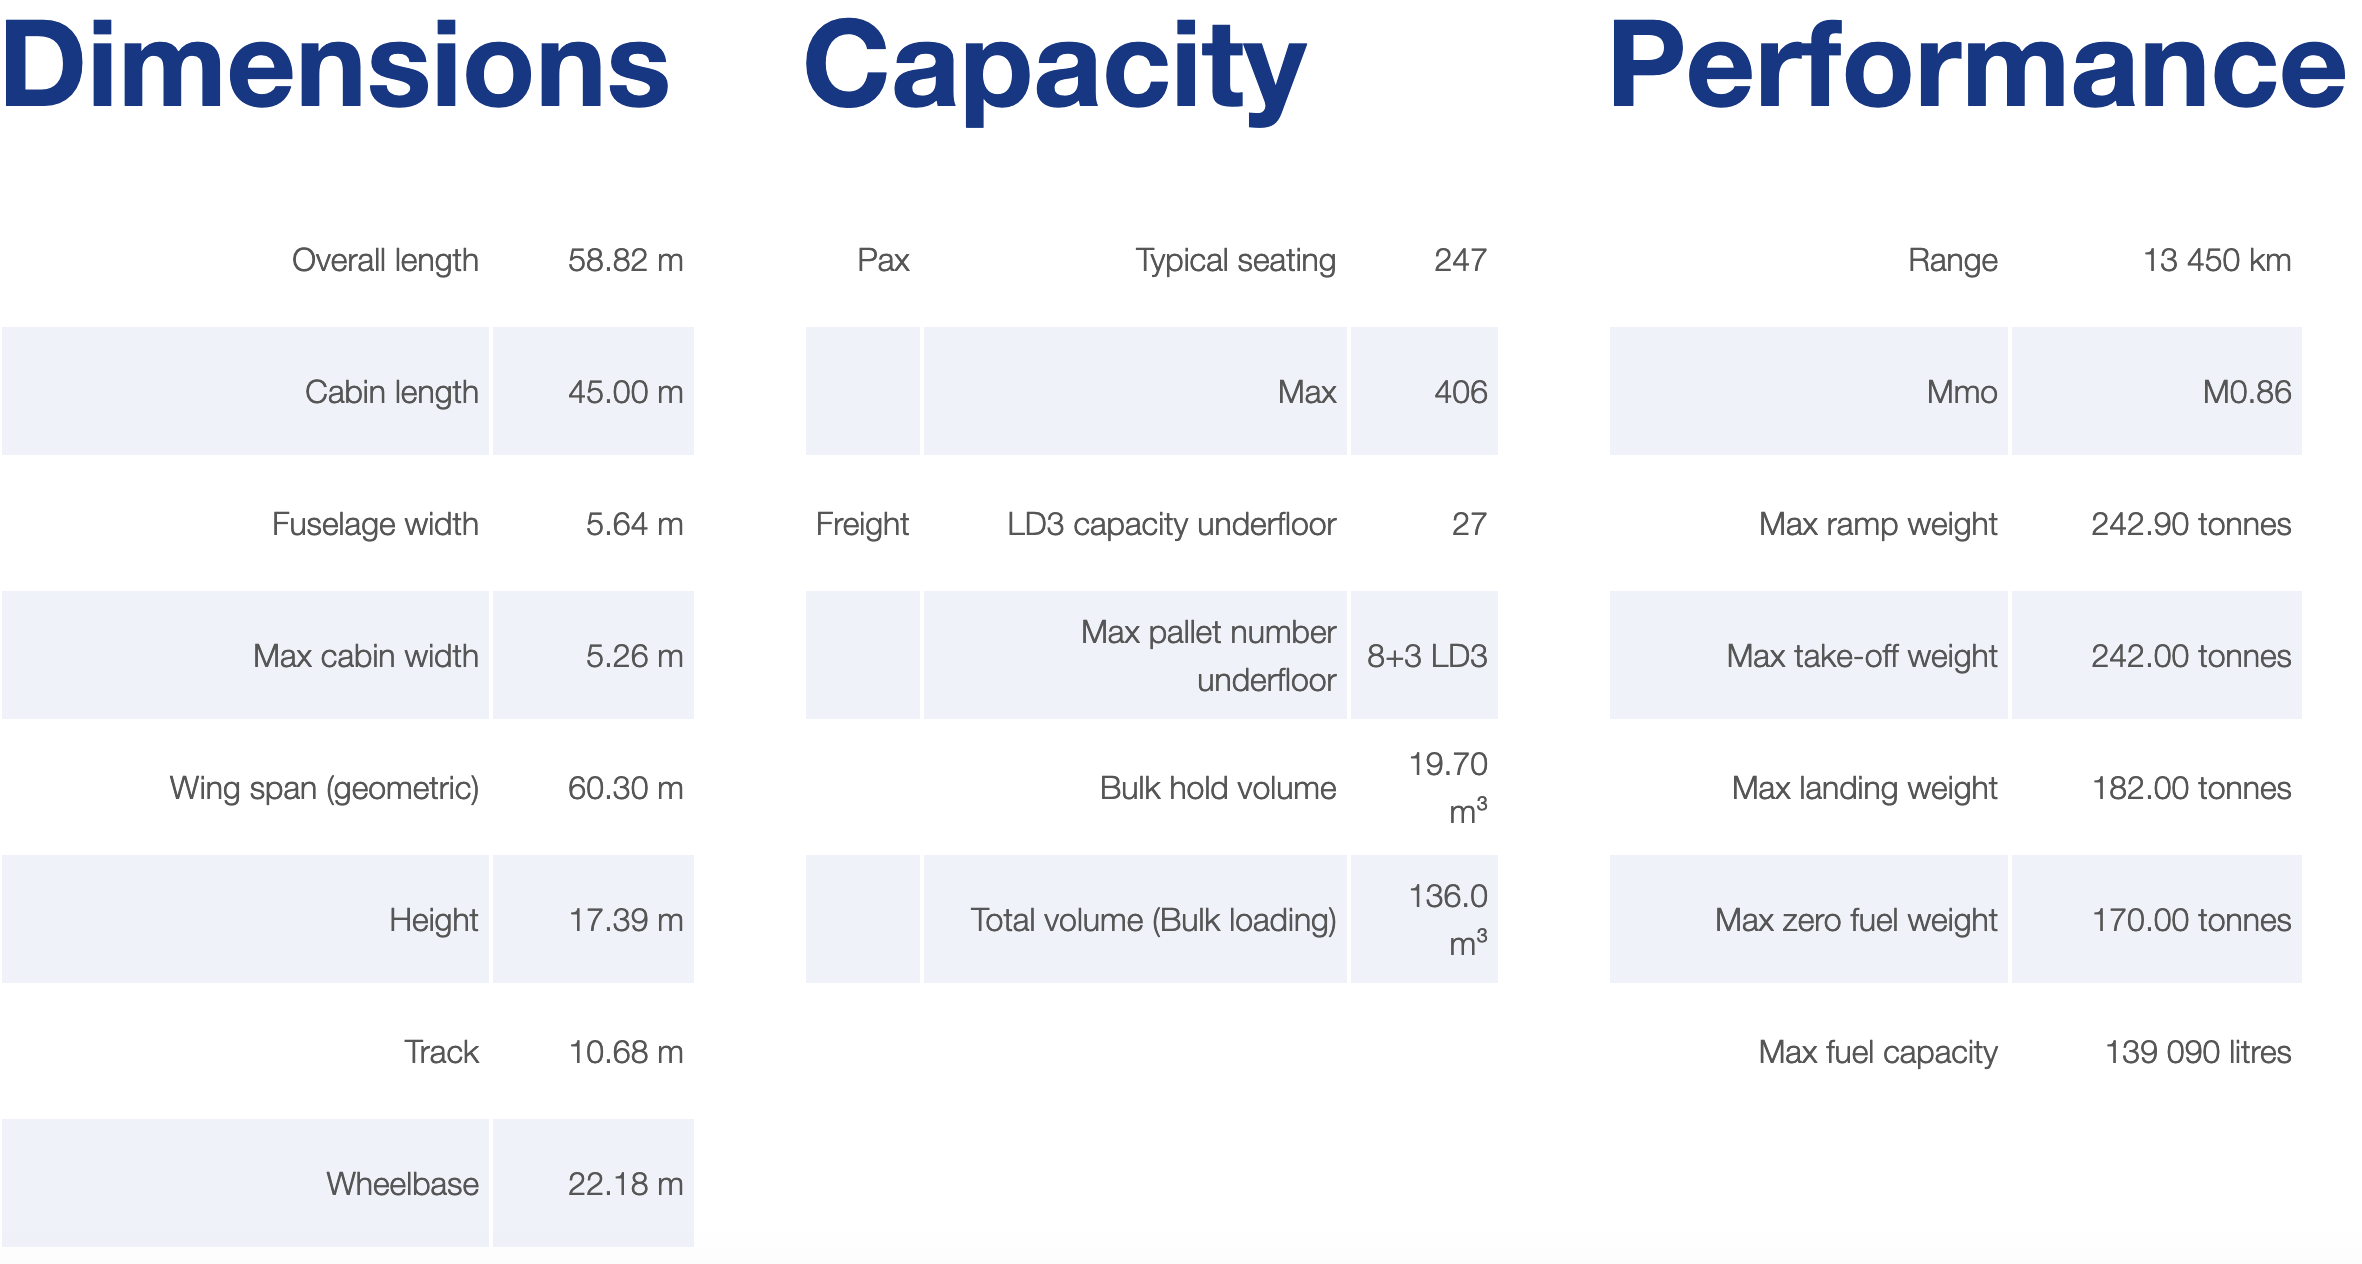 Dimensions
Overall length 58.82 m
Cabin length 45.00 m
Fuselage width 5.64 m
Max cabin width 5.26 m
Wing span (geometric) 60.30 m
Height 17.39 m
Track 10.68 m
Wheelbase 22.18 m
Capacity
Pax Typical seating 247
Max 406
Freight LD3 capacity underfloor 27
Max pallet number
underfloor
8+3 LD3
Bulk hold volume
19.70
m³
Total volume (Bulk loading)
136.0
m³
Performance
Range 13 450 km
Mmo M0.86
Max ramp weight 242.90 tonnes
Max take-off weight 242.00 tonnes
Max landing weight 182.00 tonnes
Max zero fuel weight 170.00 tonnes
Max fuel capacity 139 090 litres